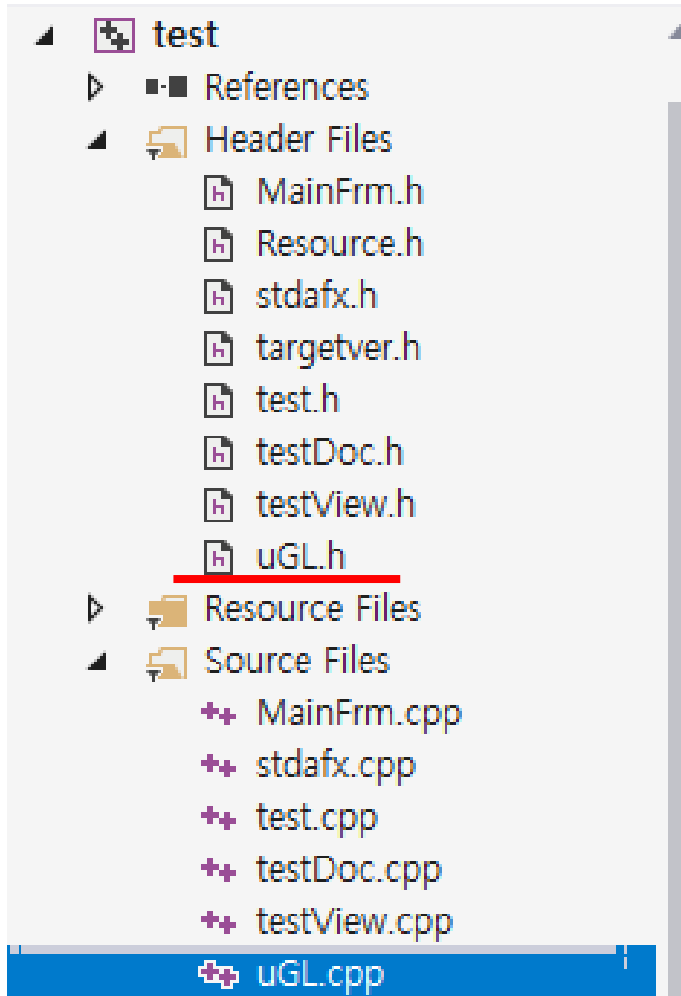 test
References
Header Files
MainFrm.h
Resource.h
stdafx.h
targetver.h
test.h
testDoc.h
testView.h
uGL.h
Resource Files
Source Files
MainFrm.cpp
stdafx.cpp
test.cpp
testDoc.cpp
testView.cpp
uGL.cpp